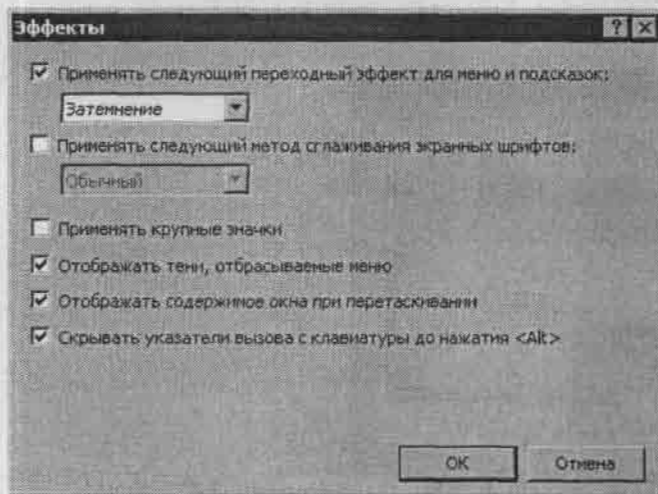 Эффекты
Применять следующий переходный эффект для меню и подсказок:
Затемнение
Применять следующий метод сглаживания экранных шрифтов:
Обычный
Применять крупные значки
Отображать тени, отбрасываемые меню
Отображать содержимое окна при перетаскивании
Скрывать указатели вызова с клавиатуры до нажатия <Alt>
ОК
Отмена